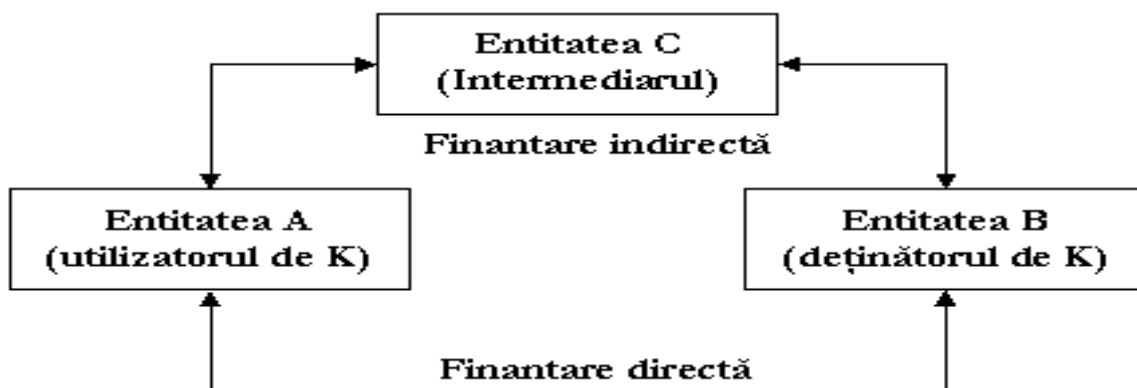 Entitatea C
(Intermediarul)
Finantare indirectă
Entitatea A
(utilizatorul de K)
Entitatea B
(deținătorul de K)
Finantare directă